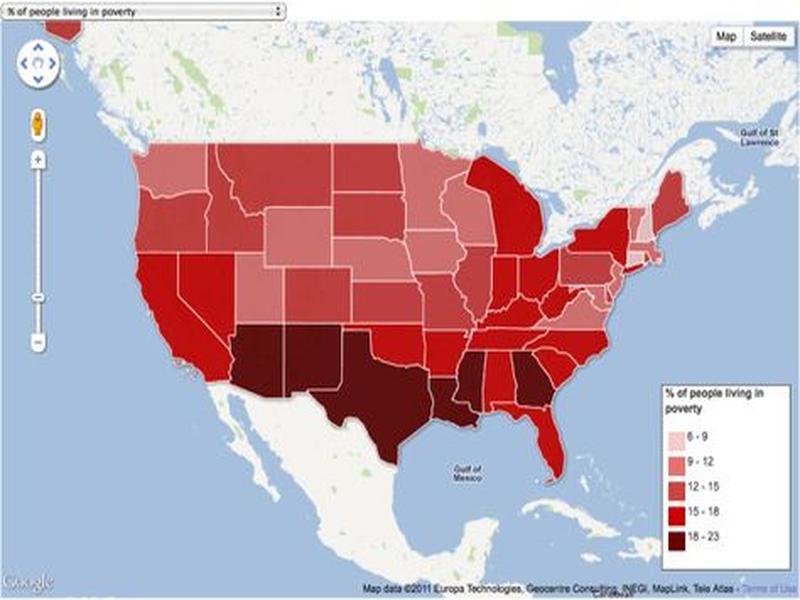 % of people living in poverty
Map
Satellite
Gulf of St
Lawrence
+
−
Gulf of
Mexico
% of people living in
poverty
6 - 9
9 - 12
12 - 15
15 - 18
18 - 23
Google
Map data ©2011 Europa Technologies, Geocentre Consulting, INEGI, MapLink, Tele Atlas - Terms of Use